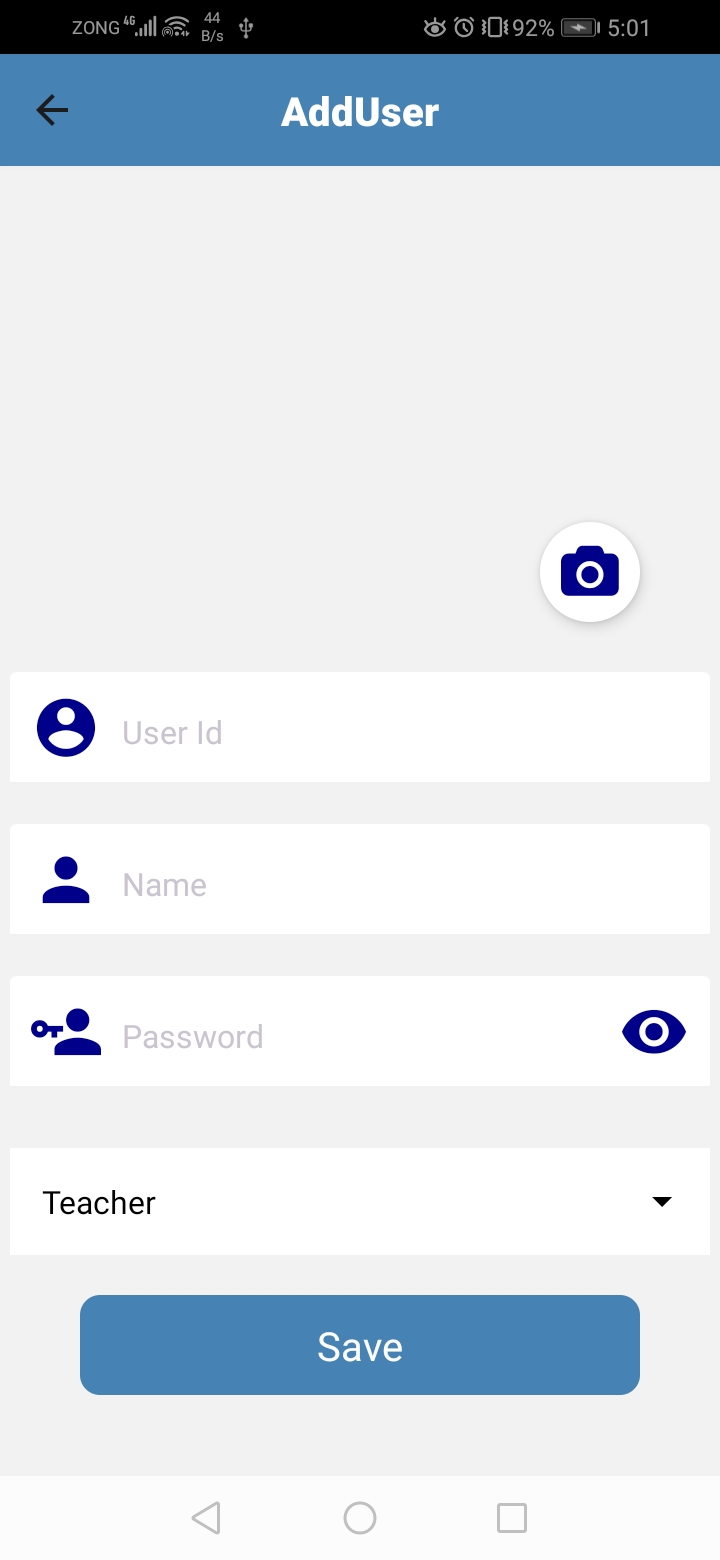 ZONG 4G 44 B/s 92% 5:01
AddUser
User Id
Name
Password
Teacher
Save